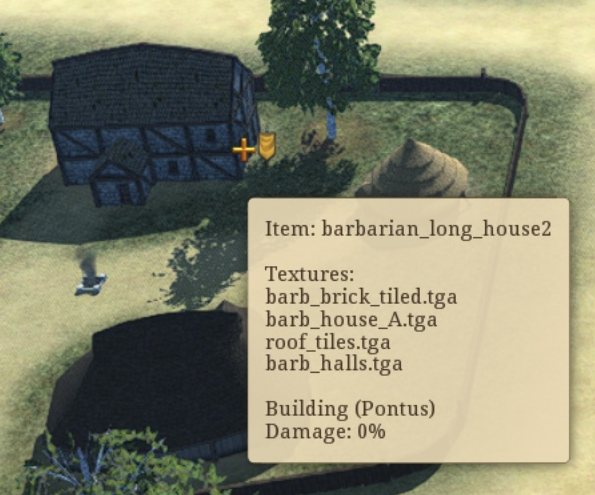 Item: barbarian_long_house2
Textures:
barb_brick_tiled.tga
barb_house_A.tga
roof_tiles.tga
barb_halls.tga
Building (Pontus)
Damage: 0%